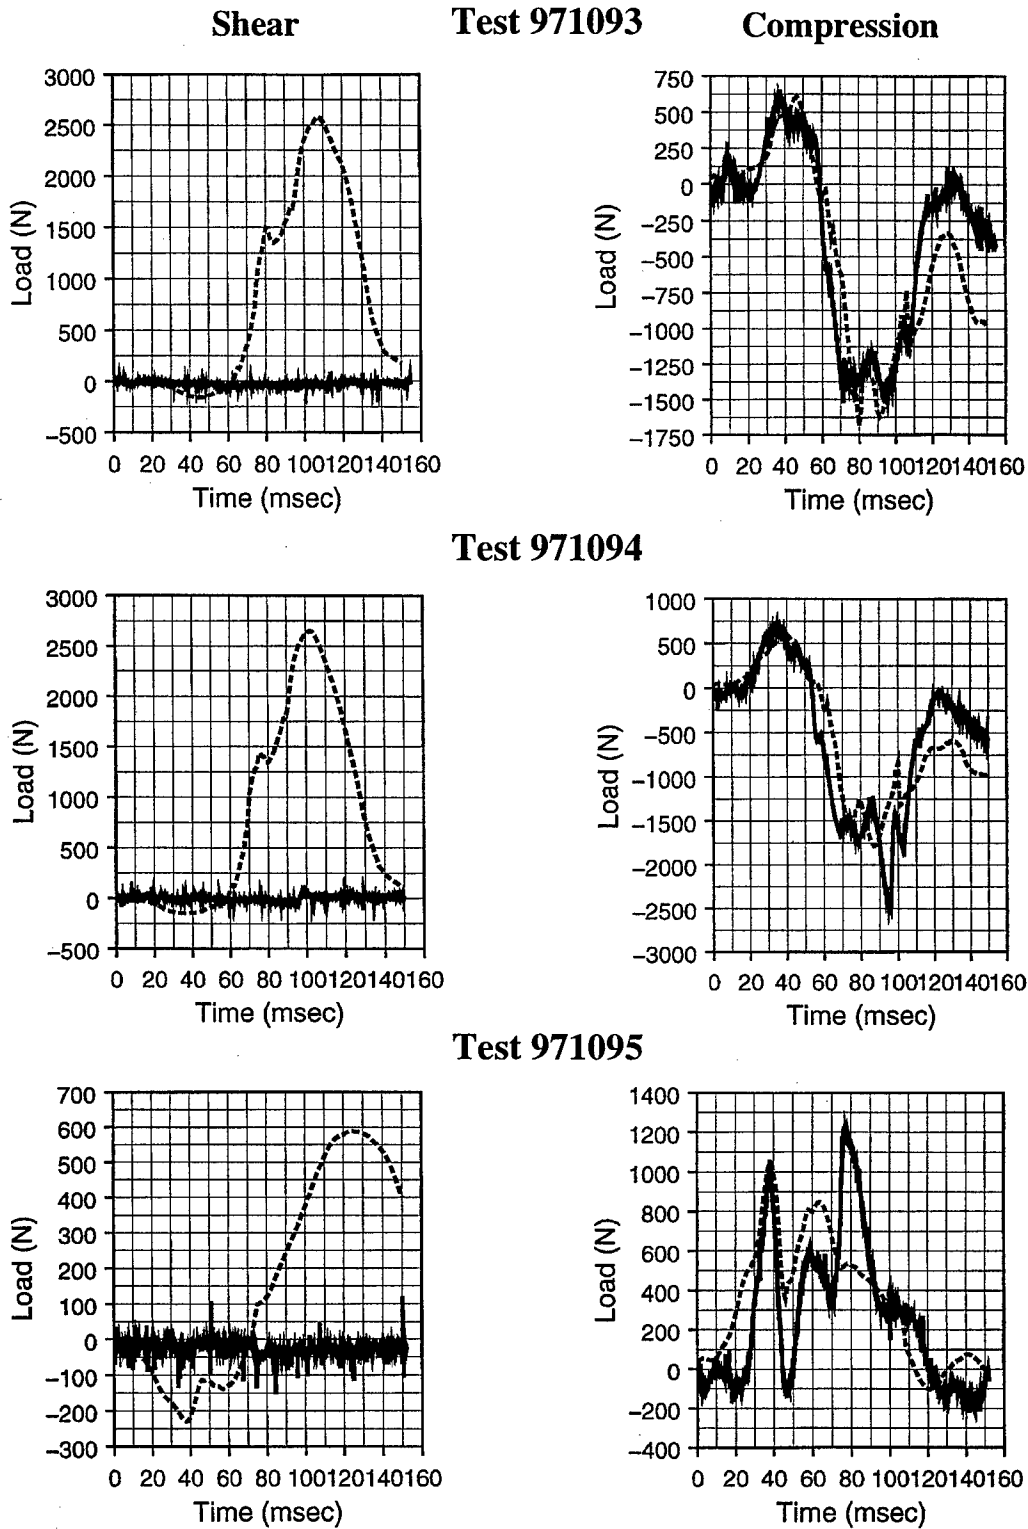 Shear Test 971093 Compression
3000
2500
2000
1500
1000
500
0
−500
Load (N)
0 20 40 60 80 100120140160
Time (msec)
750
500
250
0
−250
−500
−750
−1000
−1250
−1500
−1750
Load (N)
0 20 40 60 80 100120140160
Time (msec)
Test 971094
3000
2500
2000
1500
1000
500
0
−500
Load (N)
0 20 40 60 80 100120140160
Time (msec)
1000
500
0
−500
−1000
−1500
−2000
−2500
−3000
Load (N)
0 20 40 60 80 100120140160
Time (msec)
Test 971095
700
600
500
400
300
200
100
0
−100
−200
−300
Load (N)
0 20 40 60 80 100120140160
Time (msec)
1400
1200
1000
800
600
400
200
0
−200
−400
Load (N)
0 20 40 60 80 100120140160
Time (msec)